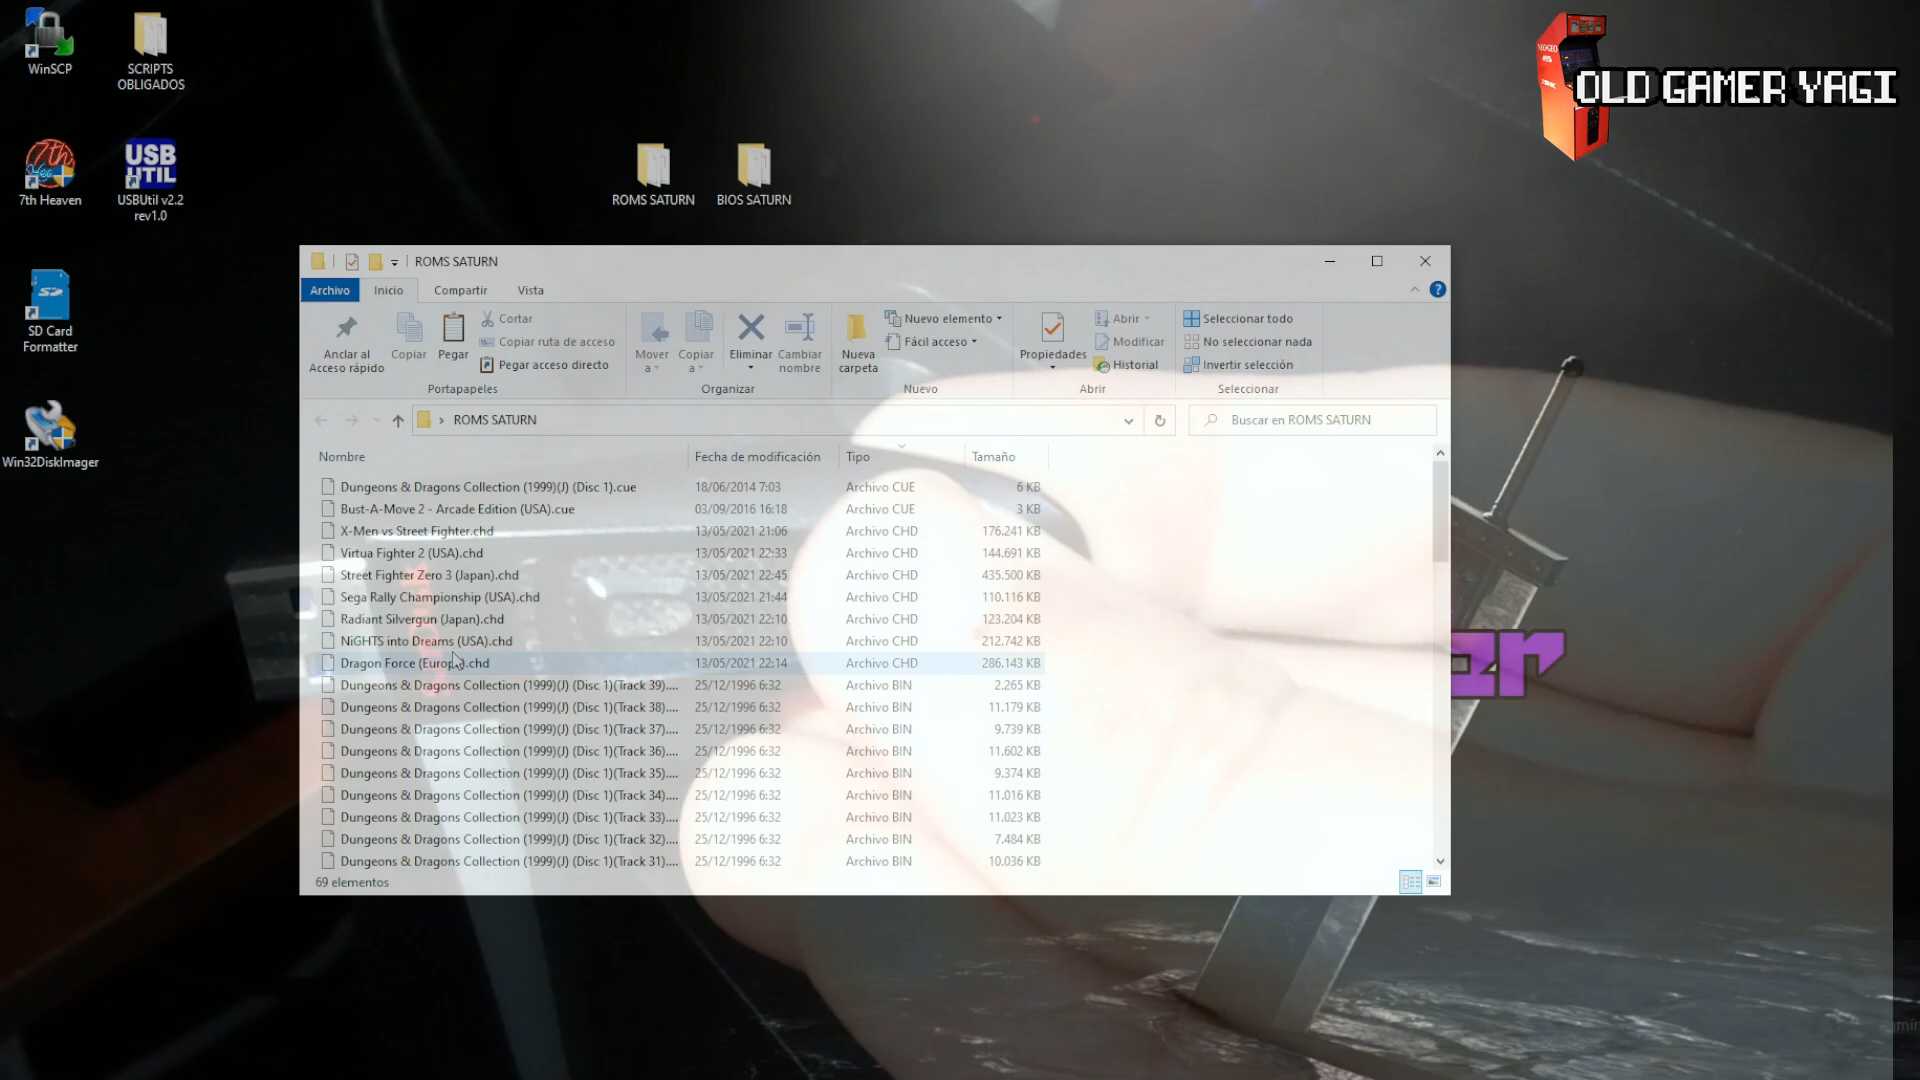 WinSCP
SCRIPTS
OBLIGADOS
7th Heaven
USB
UTIL
USBUtil v2.2
rev1.0
SD Card
Formatter
Win32DiskImager
ROMS SATURN
BIOS SATURN
NEOGEO
OLD GAMER YAGI
ROMS SATURN
Archivo Inicio Compartir Vista
Anclar al
Acceso rápido
Copiar
Pegar
Cortar
Copiar ruta de acceso
Pegar acceso directo
Portapapeles
Mover
a
Copiar
a
Eliminar
Cambiar
nombre
Organizar
Nueva
carpeta
Nuevo elemento
Fácil acceso
Nuevo
Propiedades
Abrir
Modificar
Historial
Abrir
Seleccionar todo
No seleccionar nada
Invertir selección
Seleccionar
ROMS SATURN
Buscar en ROMS SATURN
Nombre Fecha de modificación Tipo Tamaño
Dungeons & Dragons Collection (1999)(J) (Disc 1).cue 18/06/2014 7:03 Archivo CUE 6 KB
Bust-A-Move 2 - Arcade Edition (USA).cue 03/09/2016 16:18 Archivo CUE 3 KB
X-Men vs Street Fighter.chd 13/05/2021 21:06 Archivo CHD 176.241 KB
Virtua Fighter 2 (USA).chd 13/05/2021 22:33 Archivo CHD 144.691 KB
Street Fighter Zero 3 (Japan).chd 13/05/2021 22:45 Archivo CHD 435.500 KB
Sega Rally Championship (USA).chd 13/05/2021 21:44 Archivo CHD 110.116 KB
Radiant Silvergun (Japan).chd 13/05/2021 22:10 Archivo CHD 123.204 KB
NiGHTS into Dreams (USA).chd 13/05/2021 22:10 Archivo CHD 212.742 KB
Dragon Force (Europe).chd 13/05/2021 22:14 Archivo CHD 286.143 KB
Dungeons & Dragons Collection (1999)(J) (Disc 1)(Track 39).... 25/12/1996 6:32 Archivo BIN 2.265 KB
Dungeons & Dragons Collection (1999)(J) (Disc 1)(Track 38).... 25/12/1996 6:32 Archivo BIN 11.179 KB
Dungeons & Dragons Collection (1999)(J) (Disc 1)(Track 37).... 25/12/1996 6:32 Archivo BIN 9.739 KB
Dungeons & Dragons Collection (1999)(J) (Disc 1)(Track 36).... 25/12/1996 6:32 Archivo BIN 11.602 KB
Dungeons & Dragons Collection (1999)(J) (Disc 1)(Track 35).... 25/12/1996 6:32 Archivo BIN 9.374 KB
Dungeons & Dragons Collection (1999)(J) (Disc 1)(Track 34).... 25/12/1996 6:32 Archivo BIN 11.016 KB
Dungeons & Dragons Collection (1999)(J) (Disc 1)(Track 33).... 25/12/1996 6:32 Archivo BIN 11.023 KB
Dungeons & Dragons Collection (1999)(J) (Disc 1)(Track 32).... 25/12/1996 6:32 Archivo BIN 7.484 KB
Dungeons & Dragons Collection (1999)(J) (Disc 1)(Track 31).... 25/12/1996 6:32 Archivo BIN 10.036 KB
69 elementos